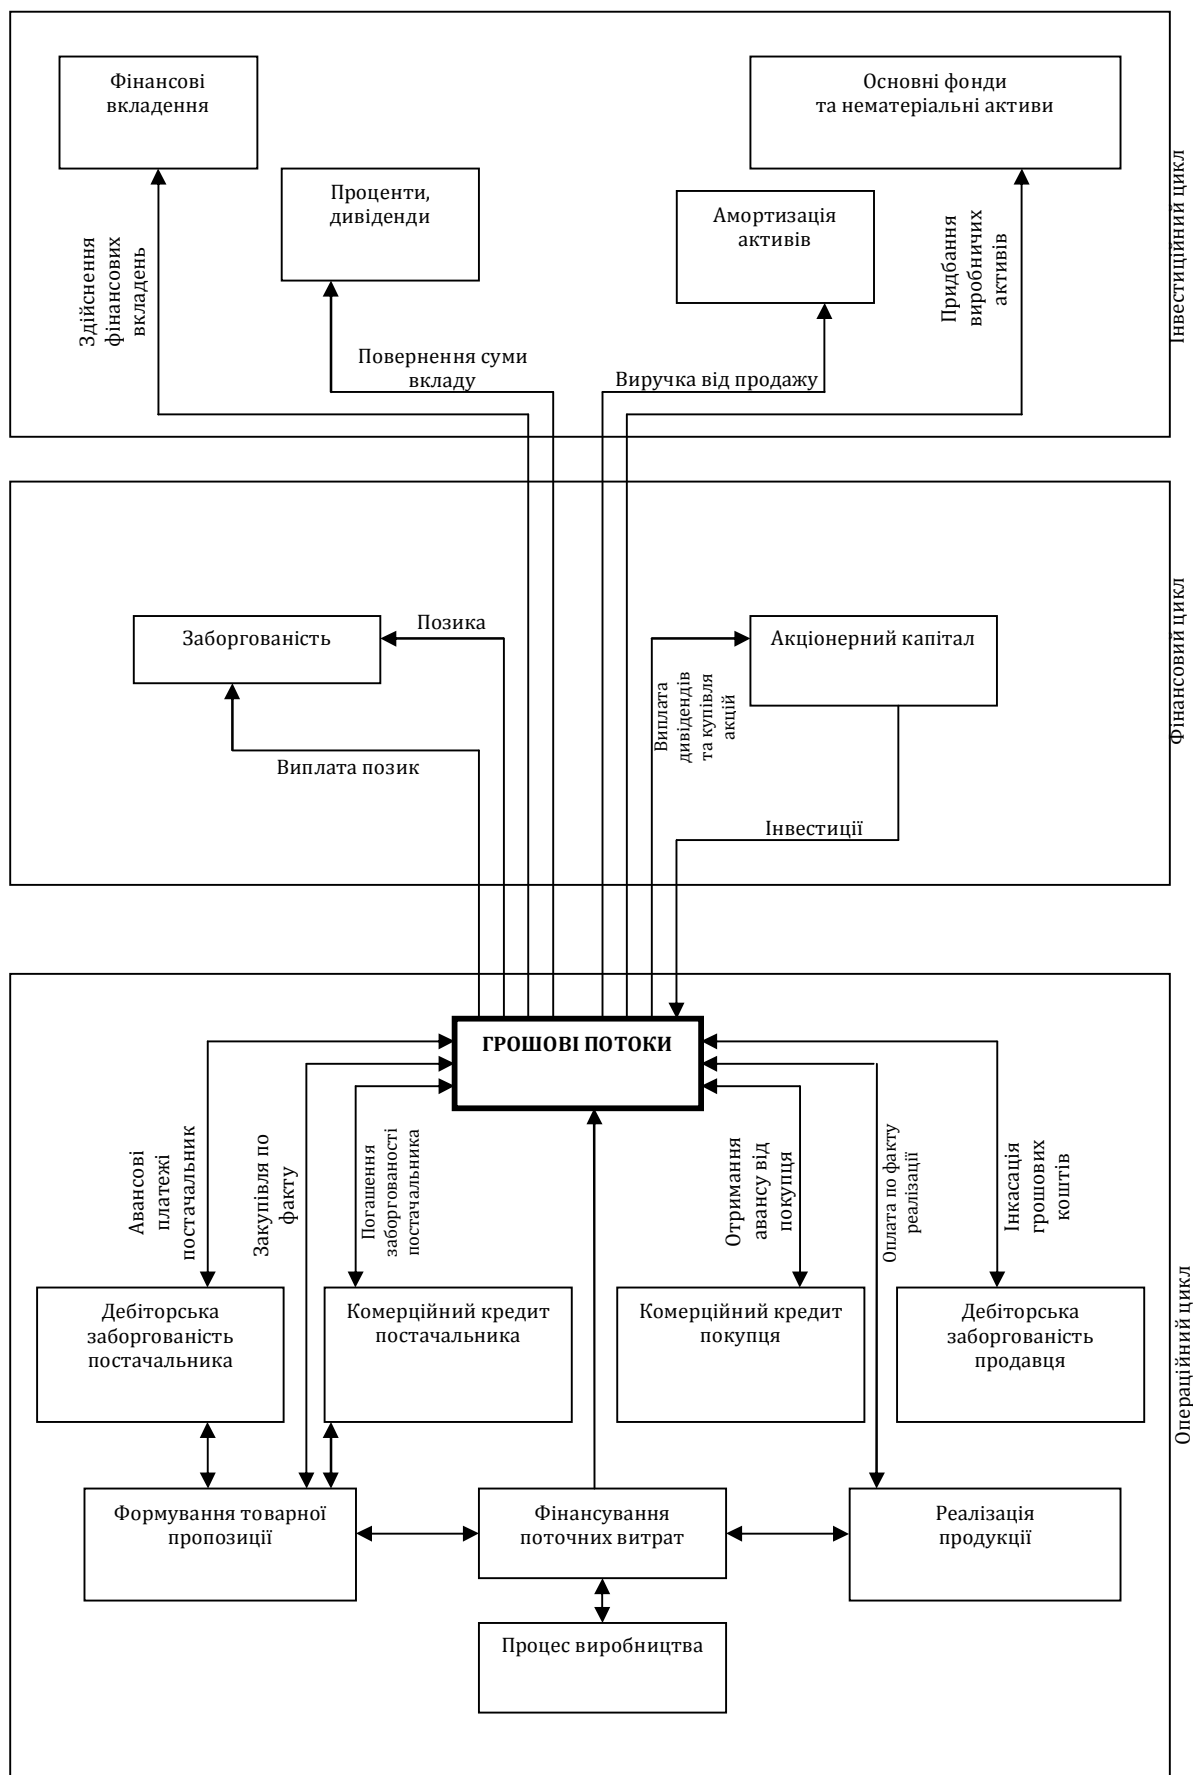 Фінансові
вкладення
Основні фонди
та нематеріальні активи
Проценти,
дивіденди
Амортизація
активів
Здійснення
фінансових
вкладень
Придбання
виробничих
активів
Інвестиційний цикл
Повернення суми
вкладу
Виручка від продажу
Заборгованість
Позика
Акціонерний капітал
Виплата
дивідендів
та купівля
акцій
Фінансовий цикл
Виплата позик
Інвестиції
ГРОШОВІ ПОТОКИ
Авансові
платежі
постачальник
Закупівля по
факту
Погашення
заборгованості
постачальника
Отримання
авансу від
покупця
Оплата по факту
реалізації
Інкасація
грошових
коштів
Операційний цикл
Дебіторська
заборгованість
постачальника
Комерційний кредит
постачальника
Комерційний кредит
покупця
Дебіторська
заборгованість
продавця
Формування товарної
пропозиції
Фінансування
поточних витрат
Реалізація
продукції
Процес виробництва